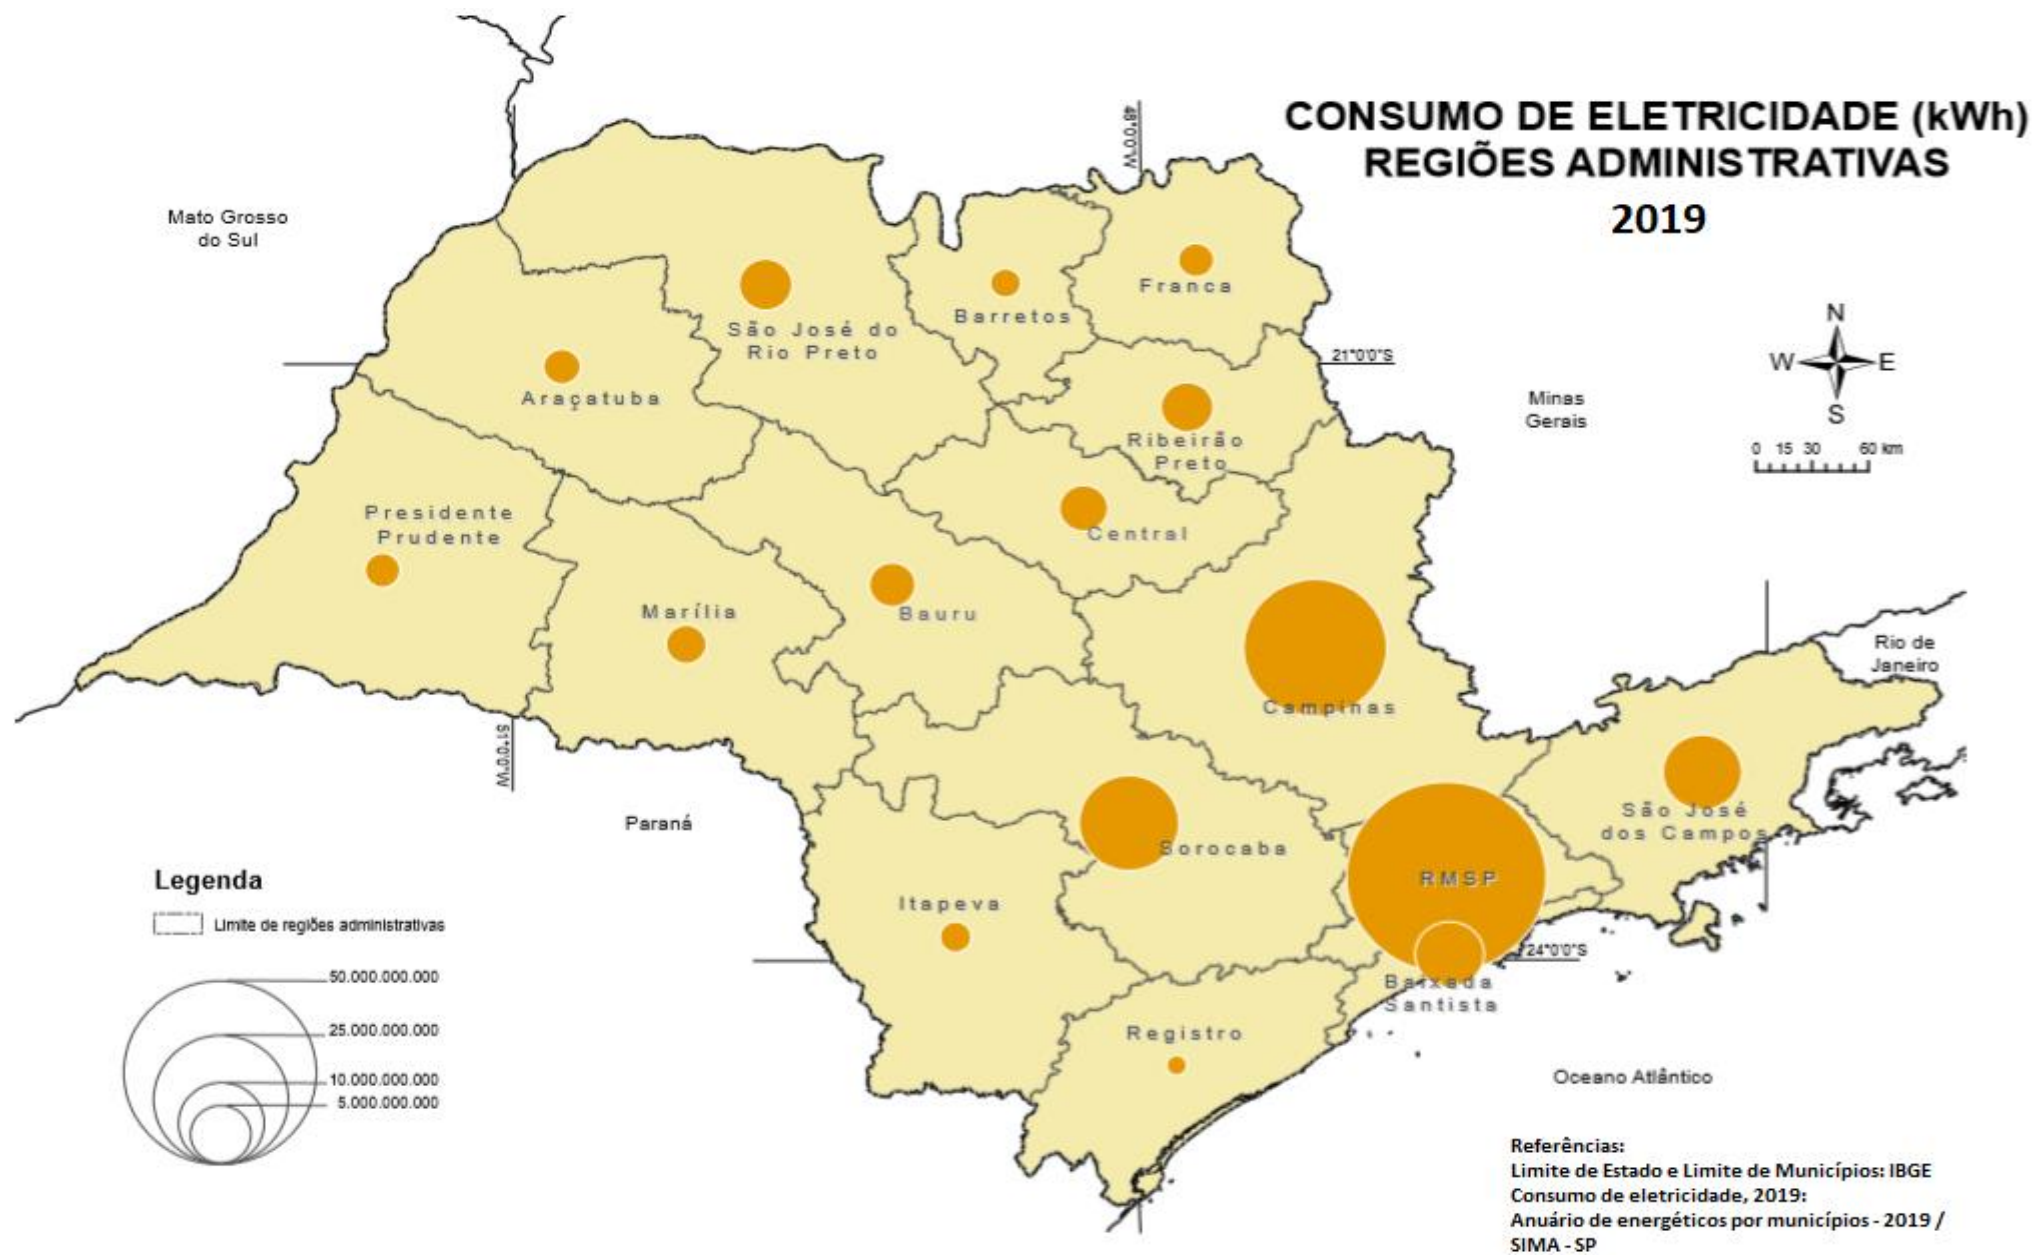 CONSUMO DE ELETRICIDADE (kWh)
REGIÕES ADMINISTRATIVAS
2019
48°0'0"W
Mato Grosso
do Sul
Franca
Barretos
São José do
Rio Preto
N
W
E
S
21°0'0"S
Araçatuba
Minas
Gerais
Ribeirão
Preto
0 15 30 60 km
Presidente
Prudente
Central
Marília
Bauru
Rio de
Janeiro
Campinas
51°0'0"W
São José
dos Campos
Paraná
Sorocaba
RMSP
Legenda
Limite de regiões administrativas
Itapeva
24°0'0"S
50.000.000.000
25.000.000.000
10.000.000.000
5.000.000.000
Baixada
Santista
Registro
Oceano Atlântico
Referências:
Limite de Estado e Limite de Municípios: IBGE
Consumo de eletricidade, 2019:
Anuário de energéticos por municípios - 2019 /
SIMA - SP